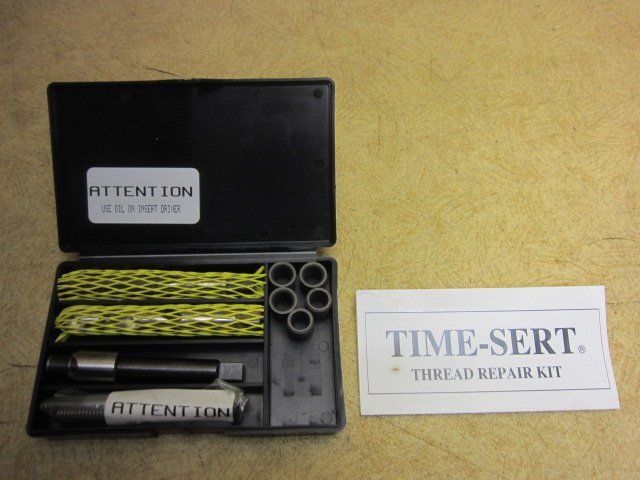 ATTENTION
USE OIL ON INSERT DRIVER
ATTENTION
TIME-SERT®
THREAD REPAIR KIT